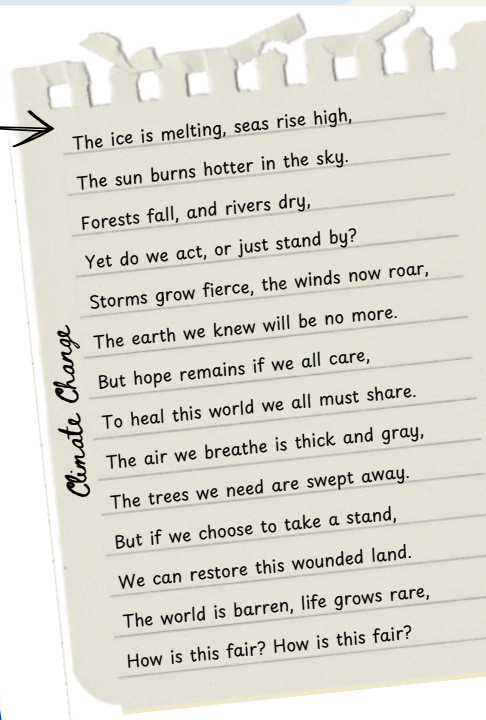 Climate Change
The ice is melting, seas rise high,
The sun burns hotter in the sky.
Forests fall, and rivers dry,
Yet do we act, or just stand by?
Storms grow fierce, the winds now roar,
The earth we knew will be no more.
But hope remains if we all care,
To heal this world we all must share.
The air we breathe is thick and gray,
The trees we need are swept away.
But if we choose to take a stand,
We can restore this wounded land.
The world is barren, life grows rare,
How is this fair? How is this fair?